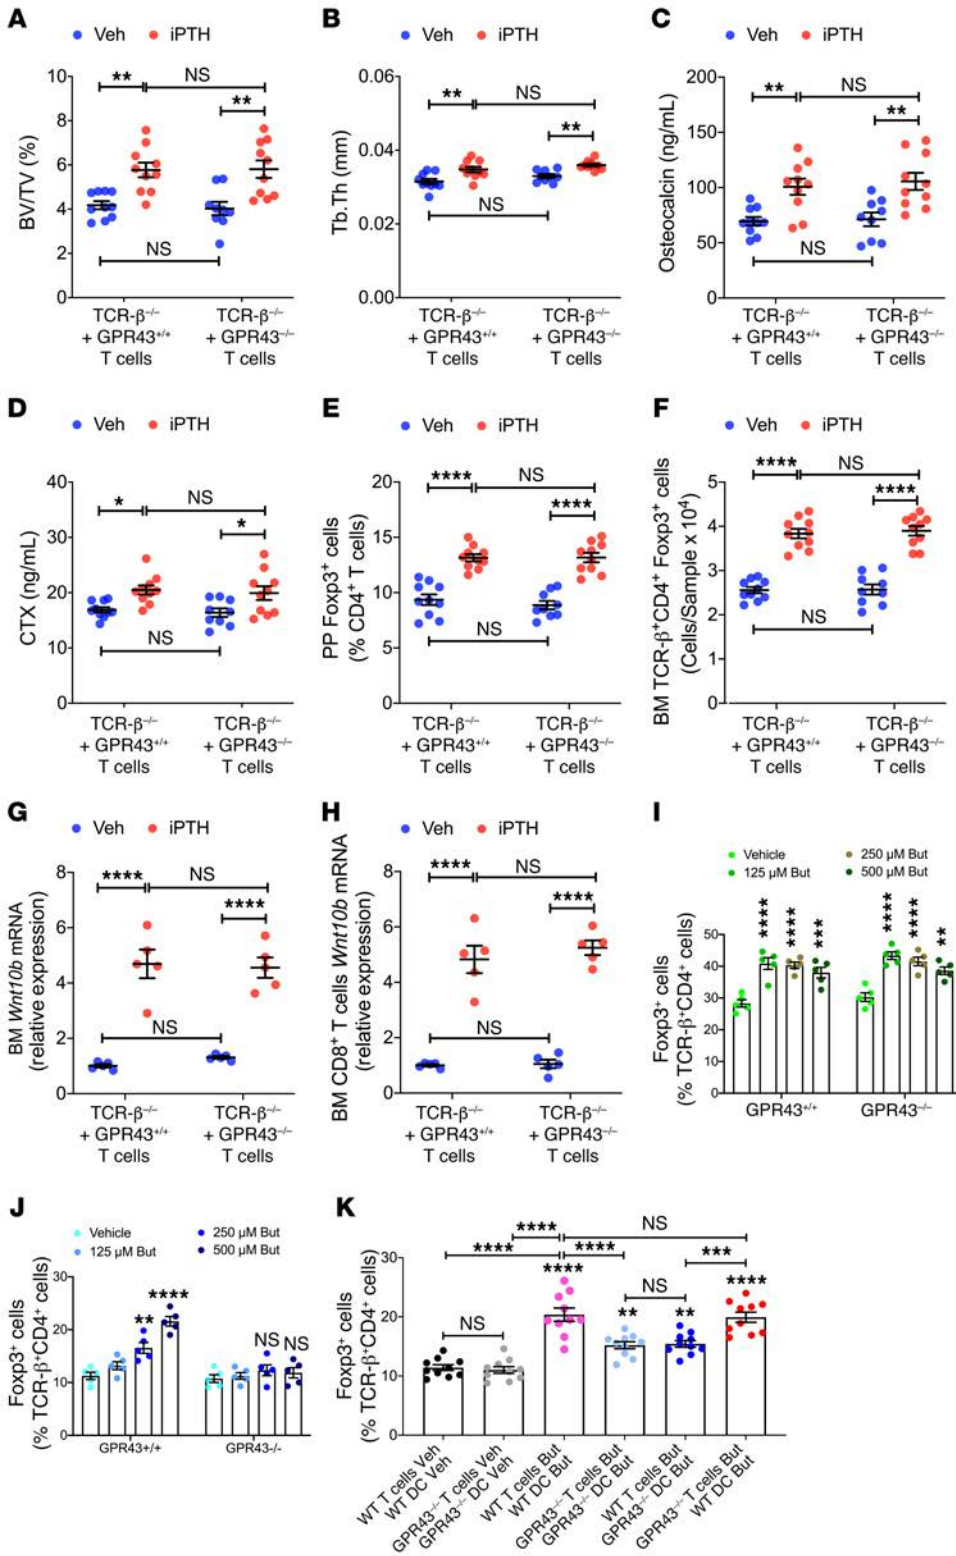 A
B
C
Veh iPTH
Veh iPTH
Veh iPTH
BV/TV (%)
10
8
6
4
2
0
** NS
**
NS
TCR-β–/–
+ GPR43+/+
T cells
TCR-β–/–
+ GPR43–/–
T cells
Tb.Th (mm)
0.06
0.04
0.02
0.00
** NS
**
NS
TCR-β–/–
+ GPR43+/+
T cells
TCR-β–/–
+ GPR43–/–
T cells
Osteocalcin (ng/mL)
200
150
100
50
0
** NS
**
NS
TCR-β–/–
+ GPR43+/+
T cells
TCR-β–/–
+ GPR43–/–
T cells
D
E
F
Veh iPTH
Veh iPTH
Veh iPTH
CTX (ng/mL)
40
30
20
10
0
* NS
*
NS
TCR-β–/–
+ GPR43+/+
T cells
TCR-β–/–
+ GPR43–/–
T cells
PP Foxp3+ cells
(% CD4+ T cells)
20
15
10
5
0
**** NS
****
NS
TCR-β–/–
+ GPR43+/+
T cells
TCR-β–/–
+ GPR43–/–
T cells
BM TCR-β+CD4+ Foxp3+ cells
(Cells/Sample x 10⁴)
5
4
3
2
1
0
**** NS
****
NS
TCR-β–/–
+ GPR43+/+
T cells
TCR-β–/–
+ GPR43–/–
T cells
G
H
I
Veh iPTH
Veh iPTH
BM Wnt10b mRNA
(relative expression)
8
6
4
2
0
**** NS
****
NS
TCR-β–/–
+ GPR43+/+
T cells
TCR-β–/–
+ GPR43–/–
T cells
BM CD8+ T cells Wnt10b mRNA
(relative expression)
8
6
4
2
0
**** NS
****
NS
TCR-β–/–
+ GPR43+/+
T cells
TCR-β–/–
+ GPR43–/–
T cells
Vehicle 250 µM But
125 µM But 500 µM But
Foxp3+ cells
(% TCR-β+CD4+ cells)
50
40
30
20
10
0
**** **** *** **** **** **
GPR43+/+ GPR43–/–
J
K
Vehicle 250 µM But
125 µM But 500 µM But
Foxp3+ cells
(% TCR-β+CD4+ cells)
30
20
10
0
** **** NS NS
GPR43+/+ GPR43-/-
Foxp3+ cells
(% TCR-β+CD4+ cells)
30
20
10
0
**** NS
**** **** ***
**** ****
NS
** **
NS
WT T cells Veh
WT DC Veh
GPR43–/– T cells Veh
GPR43–/– DC Veh
WT T cells But
WT DC But
GPR43–/– T cells But
GPR43–/– DC But
WT T cells But
GPR43–/– DC But
GPR43–/– T cells But
WT DC But